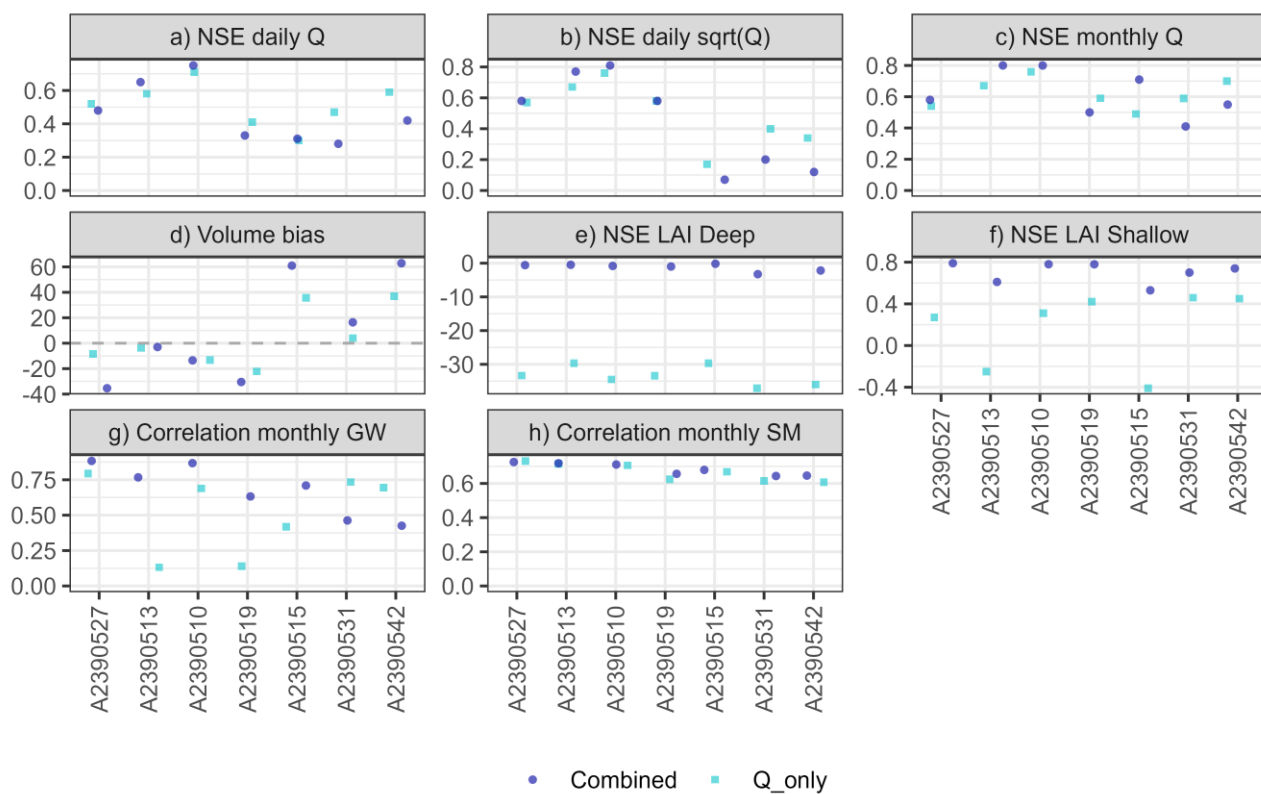 a) NSE daily Q
b) NSE daily sqrt(Q)
c) NSE monthly Q
0.6
0.4
0.2
0.0
0.8
0.6
0.4
0.2
0.0
0.8
0.6
0.4
0.2
0.0
d) Volume bias
e) NSE LAI Deep
f) NSE LAI Shallow
60
40
20
0
-20
-40
0
-10
-20
-30
0.8
0.4
0.0
-0.4
g) Correlation monthly GW
h) Correlation monthly SM
0.75
0.50
0.25
0.00
0.6
0.4
0.2
0.0
A2390527
A2390513
A2390510
A2390519
A2390515
A2390531
A2390542
A2390527
A2390513
A2390510
A2390519
A2390515
A2390531
A2390542
A2390527
A2390513
A2390510
A2390519
A2390515
A2390531
A2390542
Combined
Q_only